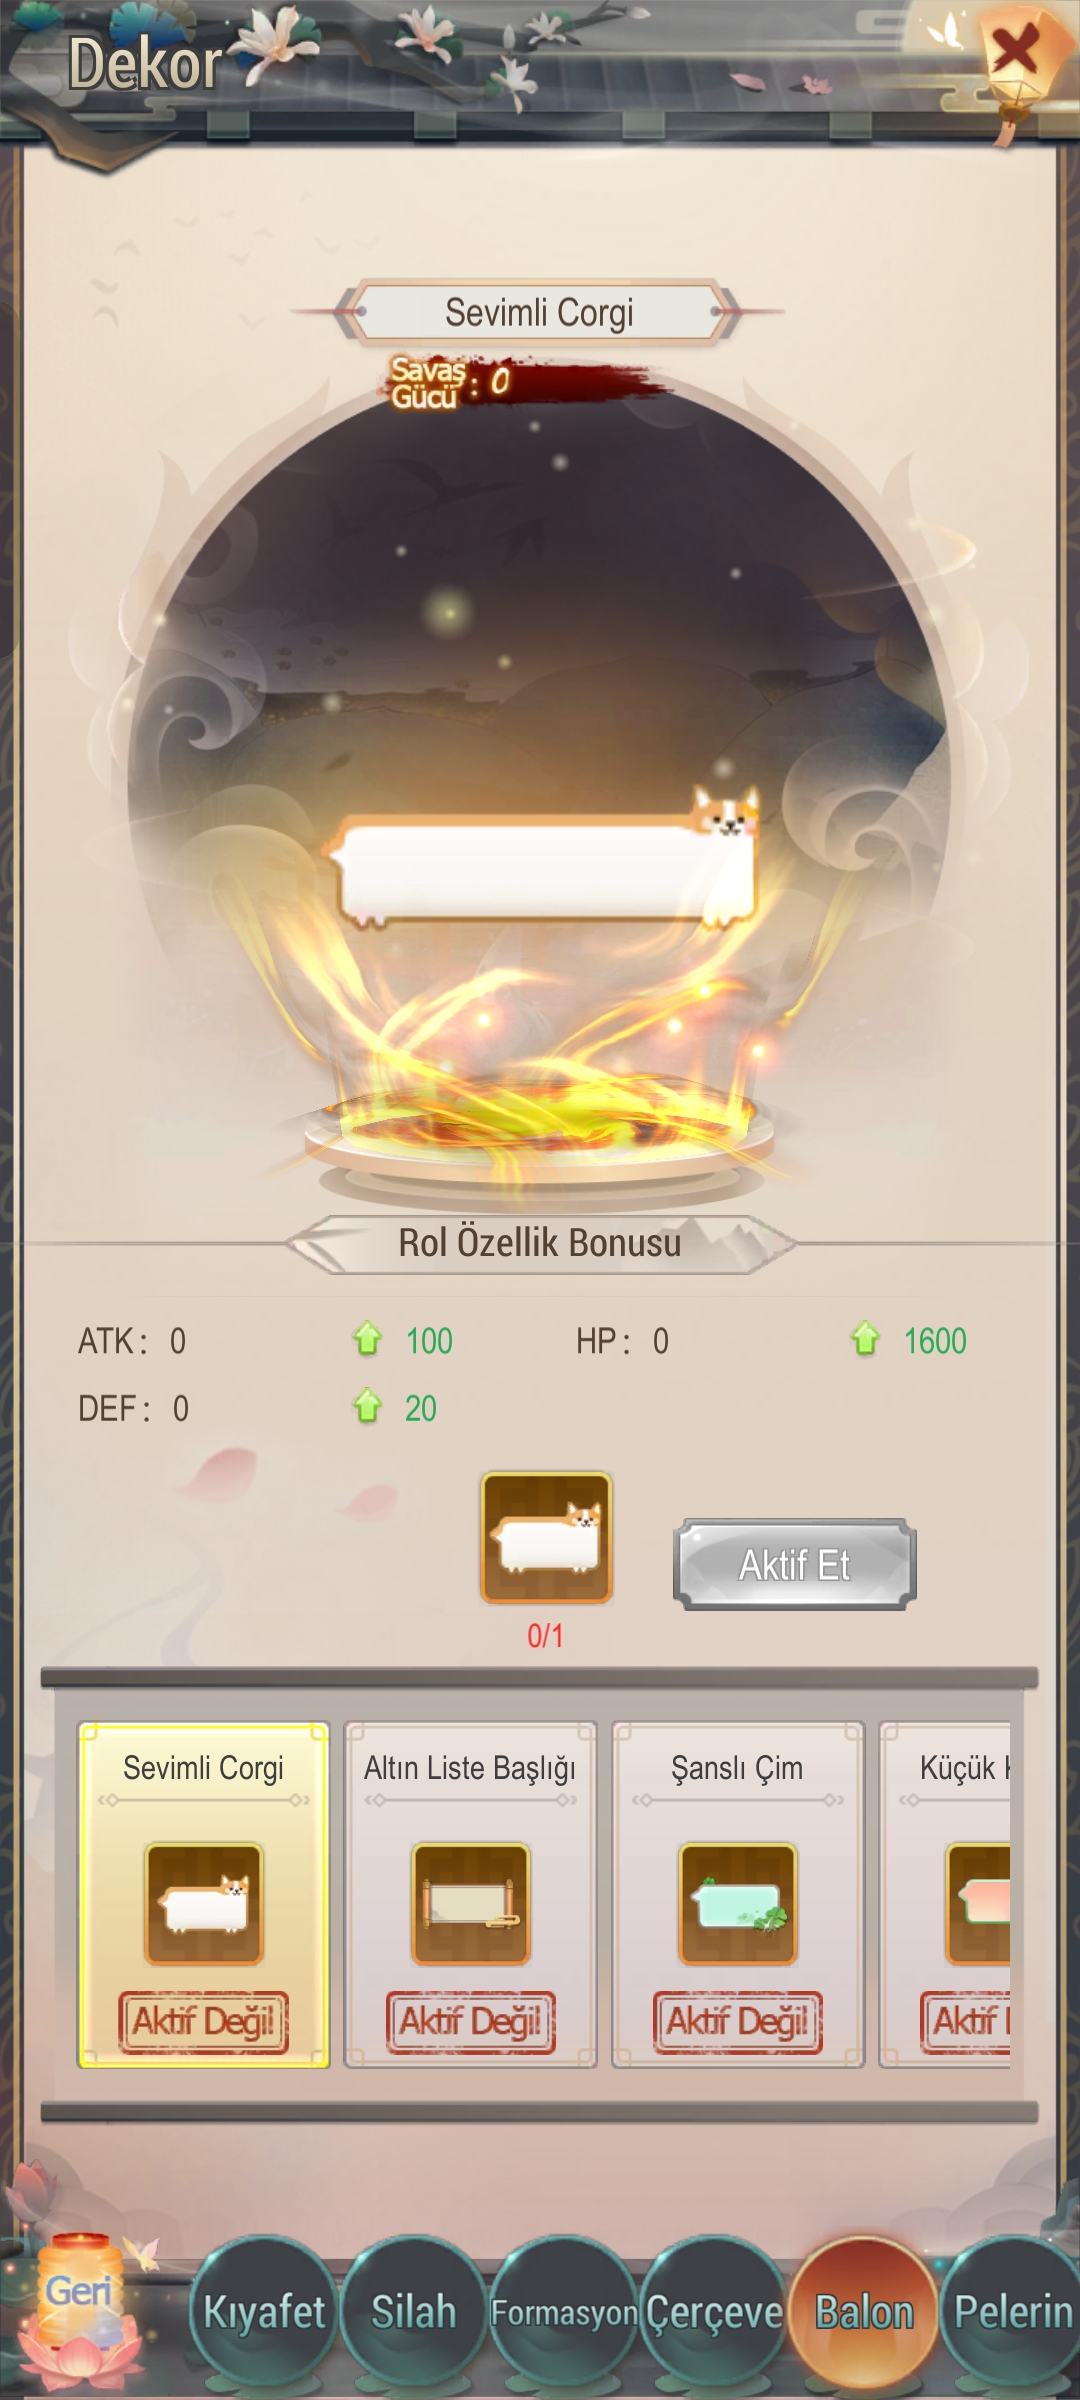 Dekor
Sevimli Corgi
Savaş Gücü : 0
Rol Özellik Bonusu
ATK: 0 100 HP: 0 1600
DEF: 0 20
Aktif Et
0/1
Sevimli Corgi Altın Liste Başlığı Şanslı Çim Küçük
Aktif Değil Aktif Değil Aktif Değil Aktif
Geri Kıyafet Silah Formasyon Çerçeve Balon Pelerin